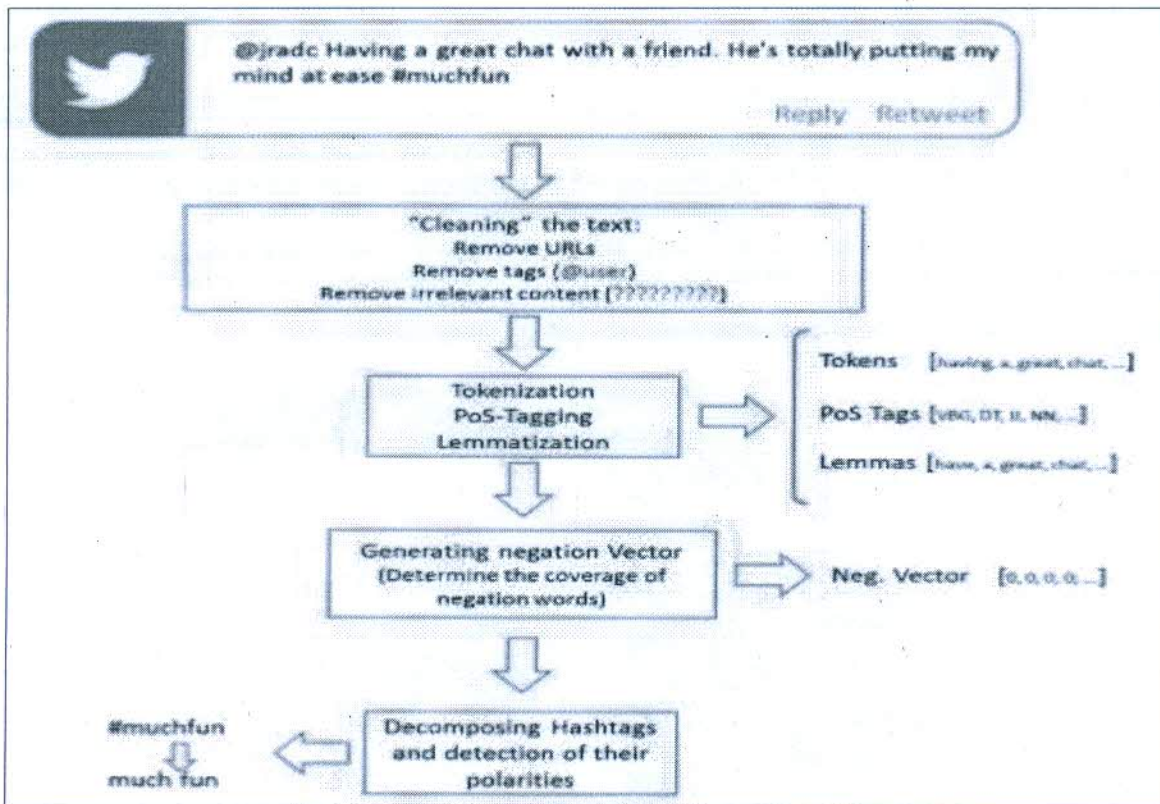 @jradc Having a great chat with a friend. He's totally putting my
mind at ease #muchfun
Reply Retweet
"Cleaning" the text:
Remove URLs
Remove tags (@user)
Remove irrelevant content (?????????)
Tokenization
PoS-Tagging
Lemmatization
Tokens [having, a, great, chat, ...]
PoS Tags [VBG, DT, JJ, NN, ...]
Lemmas [have, a, great, chat, ...]
Generating negation Vector
(Determine the coverage of
negation words)
Neg. Vector [0, 0, 0, 0, ...]
Decomposing Hashtags
and detection of their
polarities
#muchfun
much fun